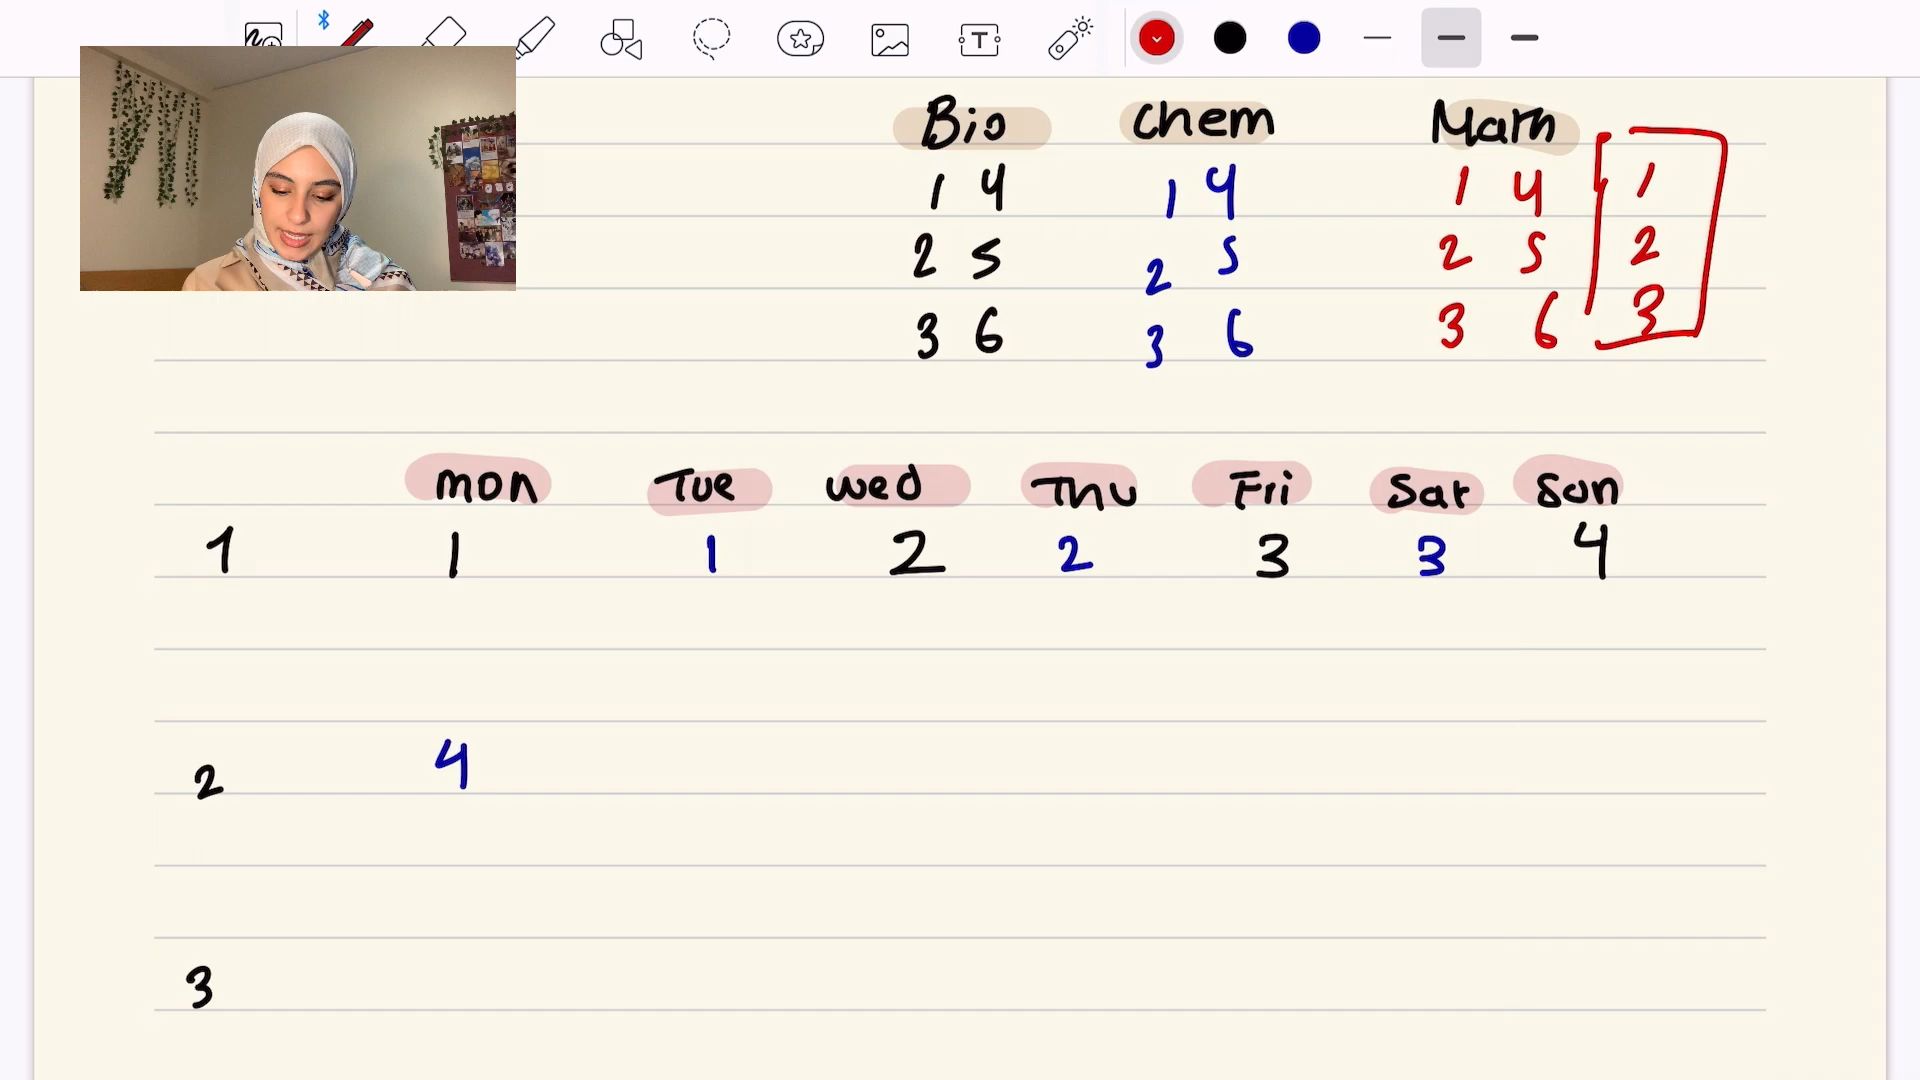 T
Bio Chem Math
1 4 1 4 1 4 1
2 5 2 5 2 5 2
3 6 3 6 3 6 3
mon Tue wed Thu Fri Sat Sun
1 1 1 2 2 3 3 4
2 4
3